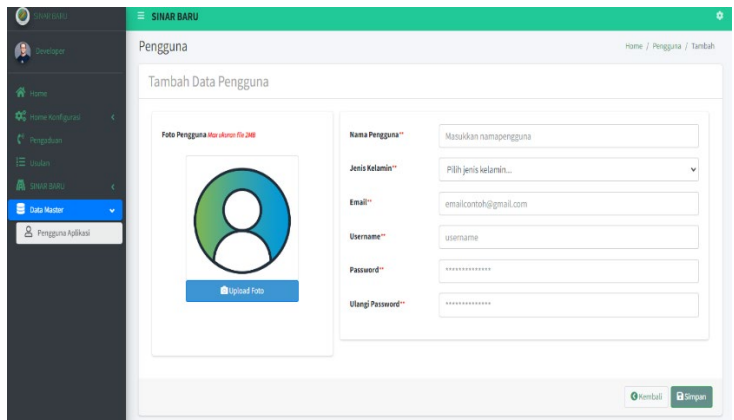 SINAR BARU
SINAR BARU
Developer
Pengguna
Home / Pengguna / Tambah
Tambah Data Pengguna
Home
Home Konfigurasi
Pengaduan
Usulan
SINAR BARU
Data Master
Pengguna Aplikasi
Foto Pengguna Max ukuran file 2MB
Upload Foto
Nama Pengguna**
Masukkan namapengguna
Jenis Kelamin**
Pilih jenis kelamin...
Email**
emailcontoh@gmail.com
Username**
username
Password**
**************
Ulangi Password**
**************
Kembali
Simpan